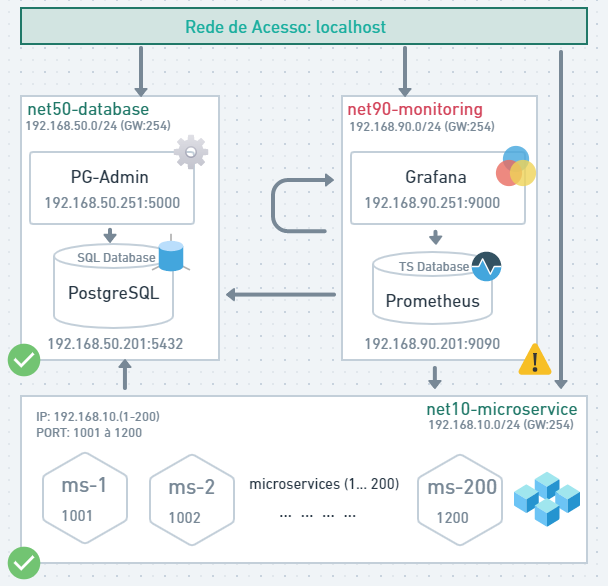 Rede de Acesso: localhost
net50-database
192.168.50.0/24 (GW:254)
PG-Admin
192.168.50.251:5000
SQL Database
PostgreSQL
192.168.50.201:5432
net90-monitoring
192.168.90.0/24 (GW:254)
Grafana
192.168.90.251:9000
TS Database
Prometheus
192.168.90.201:9090
net10-microservice
192.168.10.0/24 (GW:254)
IP: 192.168.10.(1-200)
PORT: 1001 à 1200
ms-1
1001
ms-2
1002
microservices (1... 200)
... ... ... ...
ms-200
1200